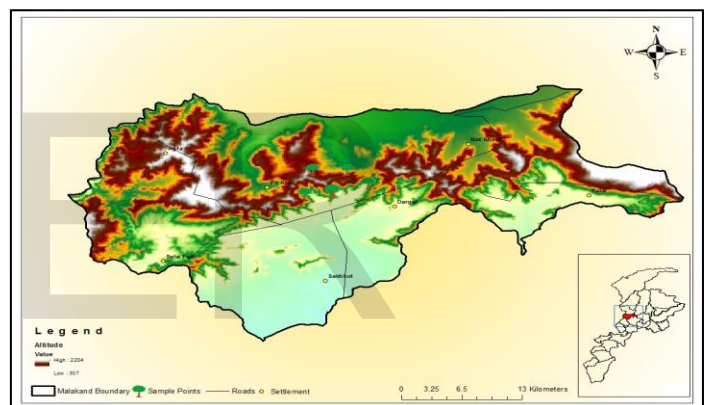 N
W E
S
Dargai
Sakhkot
Legend
Altitude
Value
High : 2204
Low : 307
Malakand Boundary Sample Points Roads Settlement
0 3.25 6.5 13 Kilometers